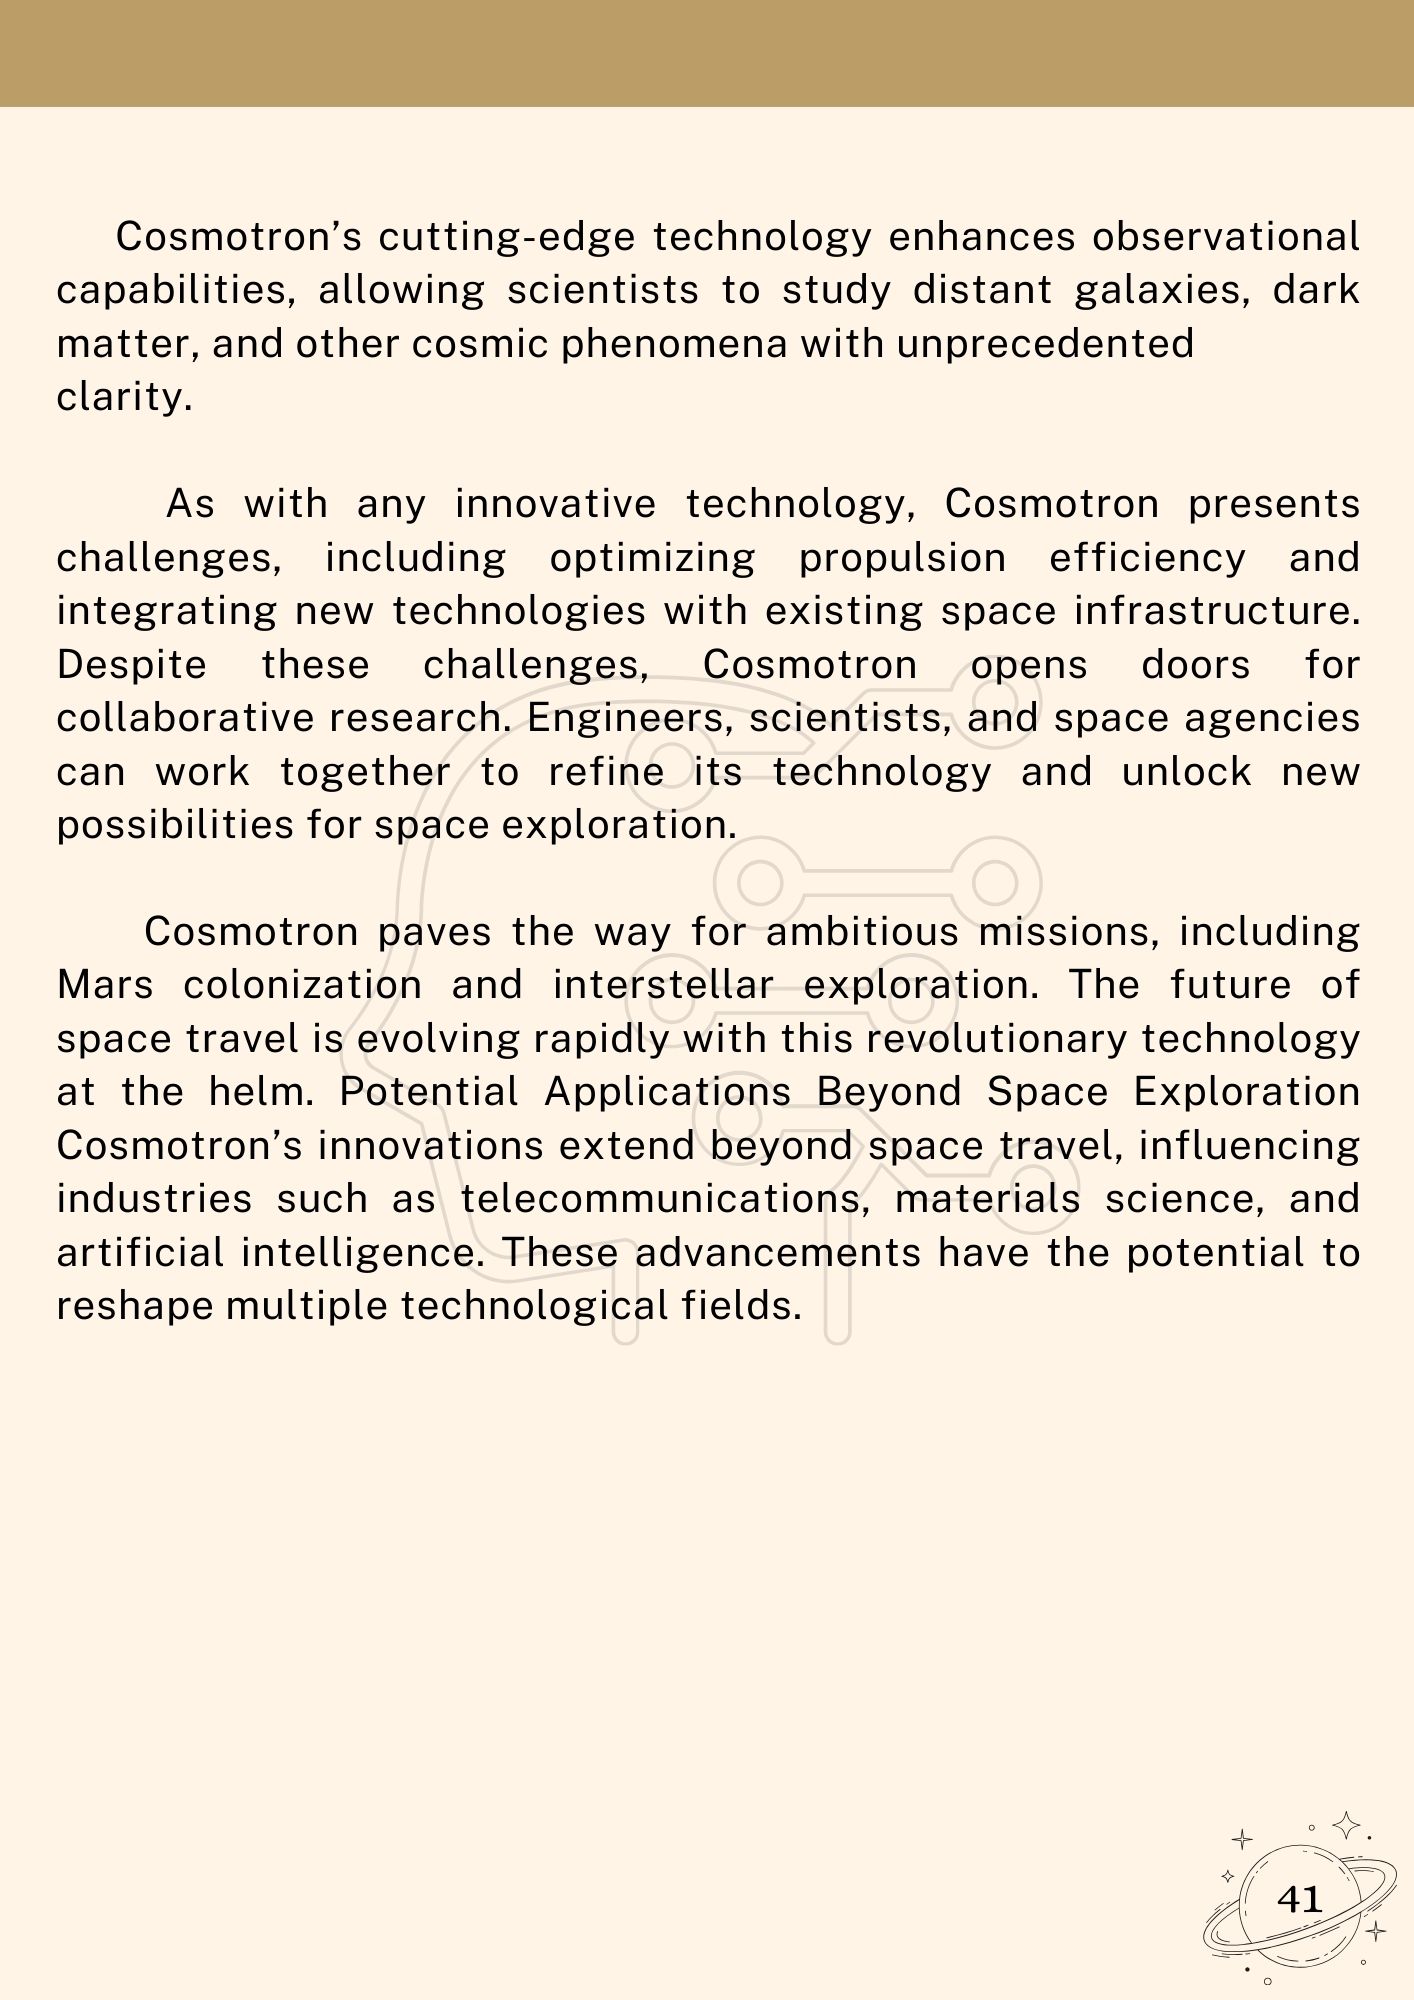 Cosmotron’s cutting-edge technology enhances observational
capabilities, allowing scientists to study distant galaxies, dark
matter, and other cosmic phenomena with unprecedented
clarity.
As with any innovative technology, Cosmotron presents
challenges, including optimizing propulsion efficiency and
integrating new technologies with existing space infrastructure.
Despite these challenges, Cosmotron opens doors for
collaborative research. Engineers, scientists, and space agencies
can work together to refine its technology and unlock new
possibilities for space exploration.
Cosmotron paves the way for ambitious missions, including
Mars colonization and interstellar exploration. The future of
space travel is evolving rapidly with this revolutionary technology
at the helm. Potential Applications Beyond Space Exploration
Cosmotron’s innovations extend beyond space travel, influencing
industries such as telecommunications, materials science, and
artificial intelligence. These advancements have the potential to
reshape multiple technological fields.
41